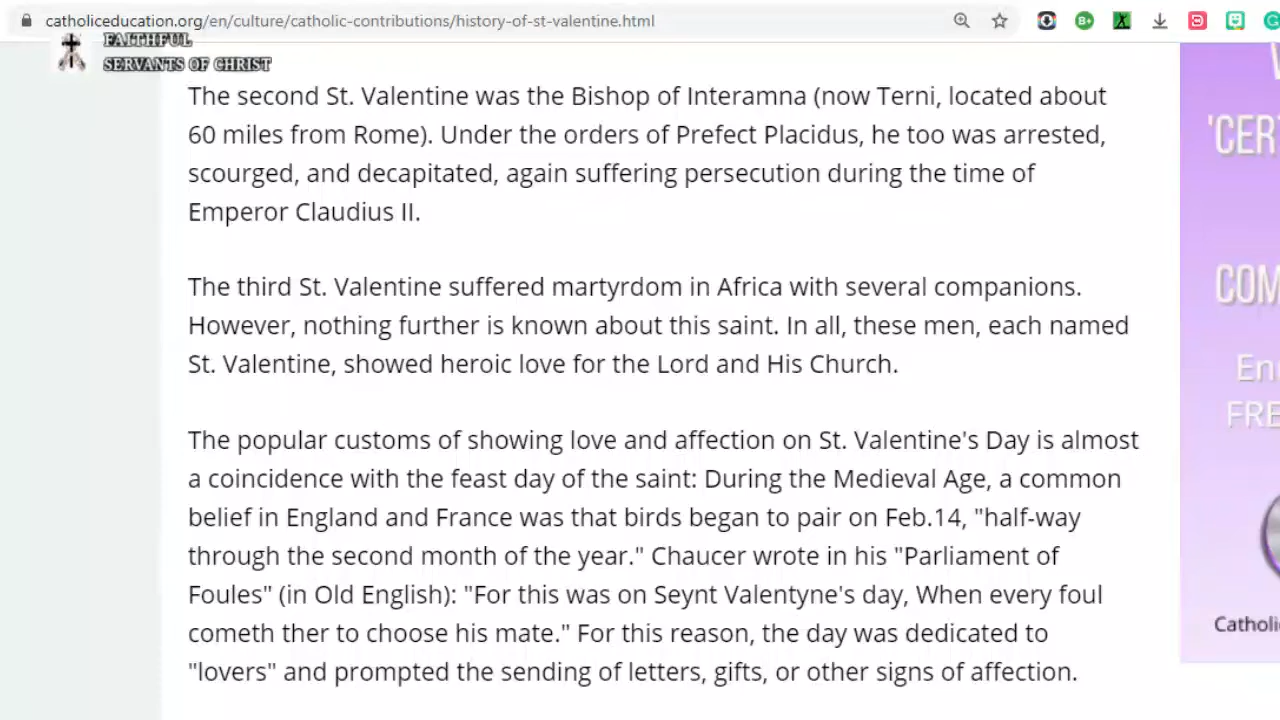 catholiceducation.org/en/culture/catholic-contributions/history-of-st-valentine.html
FAITHFUL
SERVANTS OF CHRIST
The second St. Valentine was the Bishop of Interamna (now Terni, located about
60 miles from Rome). Under the orders of Prefect Placidus, he too was arrested,
scourged, and decapitated, again suffering persecution during the time of
Emperor Claudius II.
The third St. Valentine suffered martyrdom in Africa with several companions.
However, nothing further is known about this saint. In all, these men, each named
St. Valentine, showed heroic love for the Lord and His Church.
The popular customs of showing love and affection on St. Valentine's Day is almost
a coincidence with the feast day of the saint: During the Medieval Age, a common
belief in England and France was that birds began to pair on Feb.14, "half-way
through the second month of the year." Chaucer wrote in his "Parliament of
Foules" (in Old English): "For this was on Seynt Valentyne's day, When every foul
cometh ther to choose his mate." For this reason, the day was dedicated to
"lovers" and prompted the sending of letters, gifts, or other signs of affection.
'CER
COM
En
FRE
Catholi